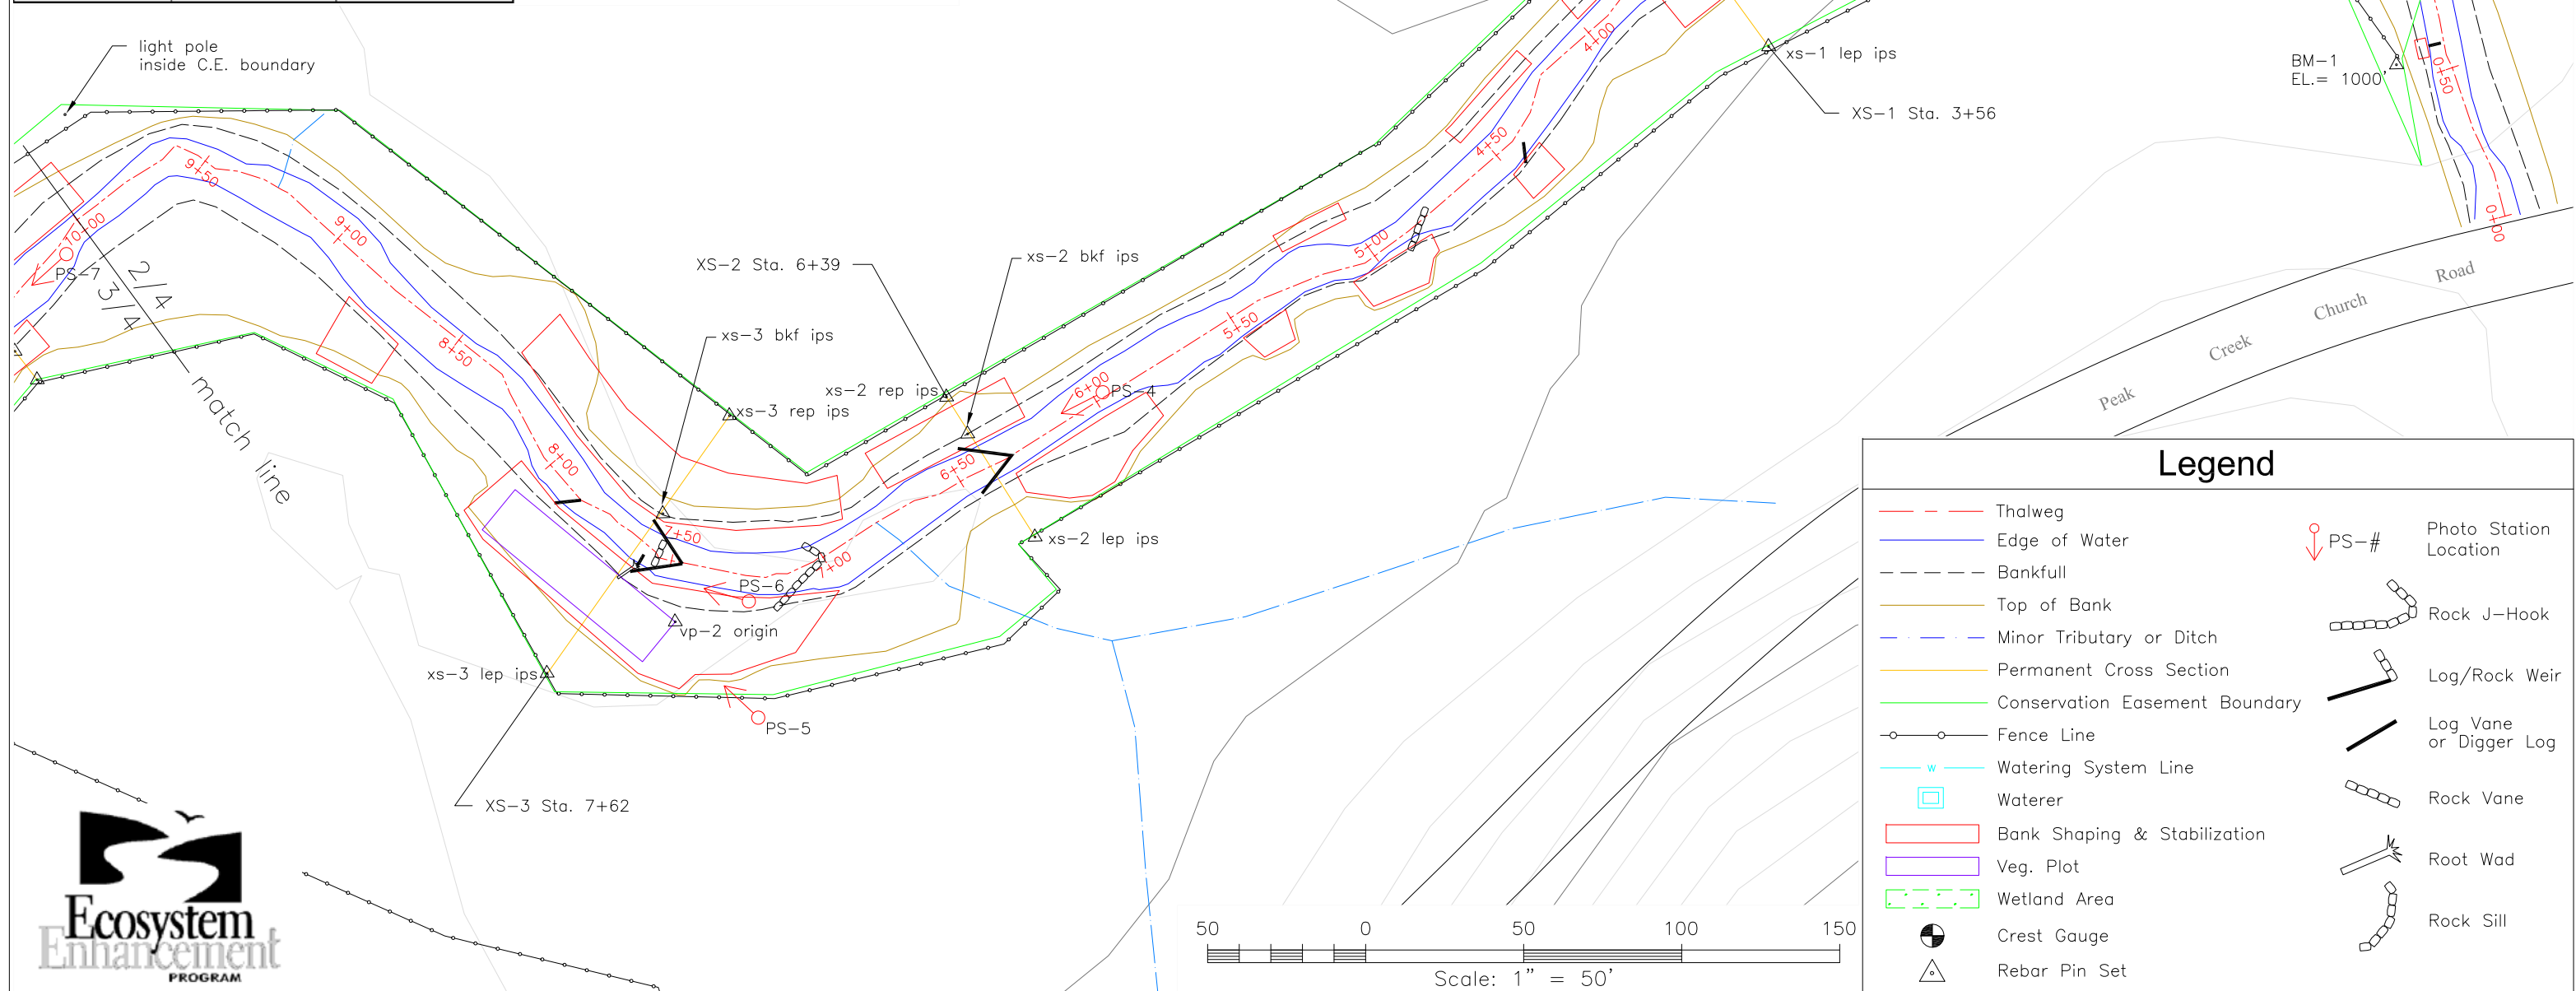 light pole
inside C.E. boundary
xs-1 lep ips
XS-1 Sta. 3+56
BM-1
EL.= 1000'
0+50
0+00
4+00
4+50
5+00
5+50
6+00
6+50
7+00
7+50
8+00
8+50
9+00
9+50
10+00
PS-7
2/4
3/4
match line
XS-2 Sta. 6+39
xs-2 bkf ips
xs-3 bkf ips
xs-2 rep ips
xs-3 rep ips
PS-4
xs-2 lep ips
PS-6
vp-2 origin
xs-3 lep ips
PS-5
XS-3 Sta. 7+62
Peak Creek Church Road
Ecosystem
Enhancement
PROGRAM
50 0 50 100 150
Scale: 1" = 50'
Legend
Thalweg
Edge of Water
Bankfull
Top of Bank
Minor Tributary or Ditch
Permanent Cross Section
Conservation Easement Boundary
Fence Line
W
Watering System Line
Waterer
Bank Shaping & Stabilization
Veg. Plot
Wetland Area
Crest Gauge
Rebar Pin Set
PS-#
Photo Station
Location
Rock J-Hook
Log/Rock Weir
Log Vane
or Digger Log
Rock Vane
Root Wad
Rock Sill